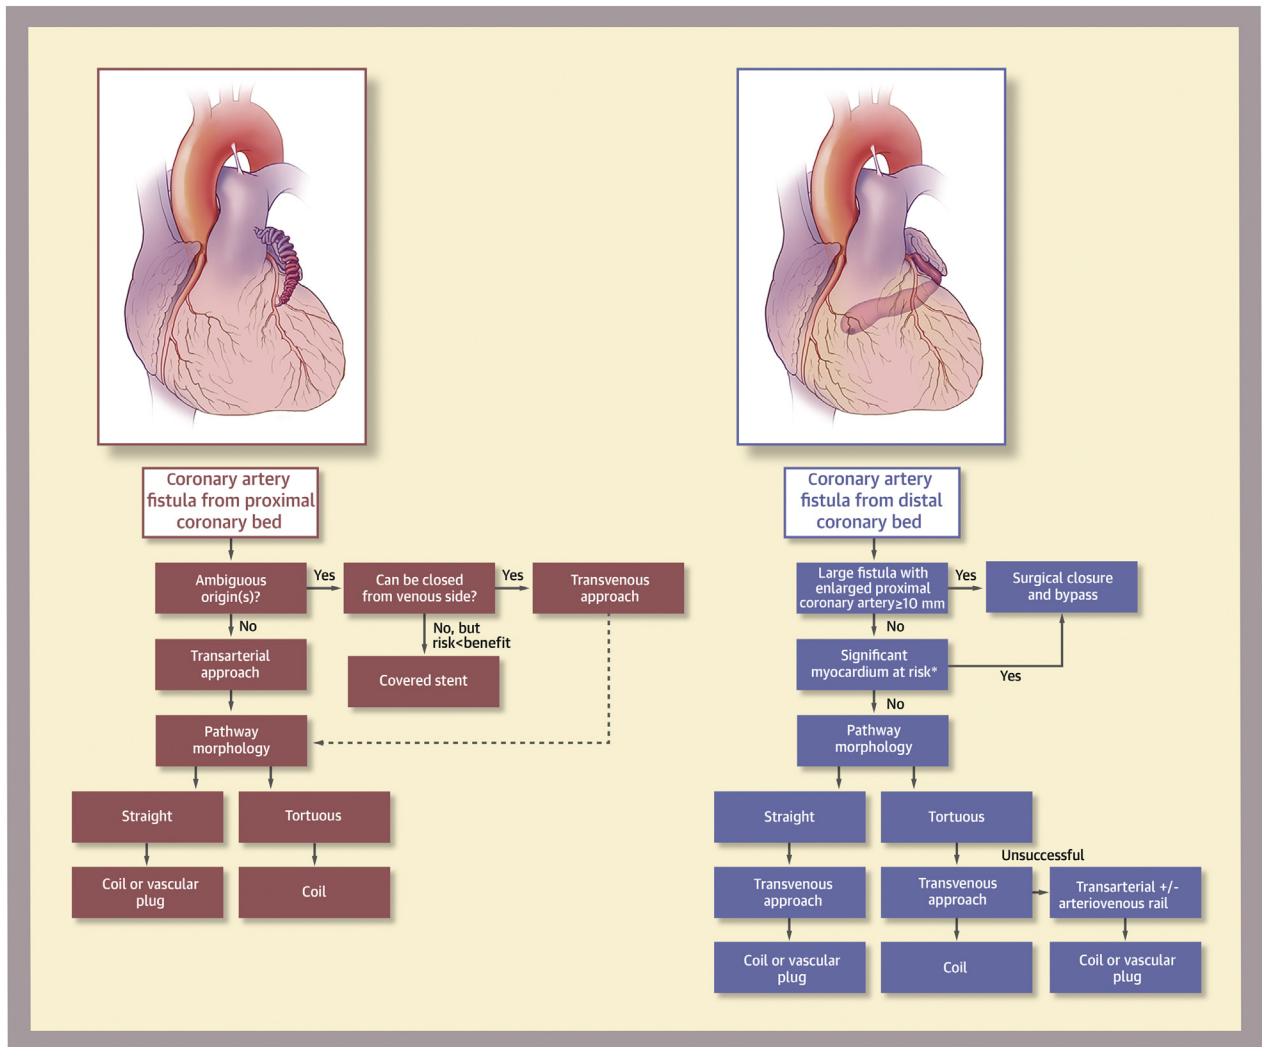 Coronary artery
fistula from proximal
coronary bed
Ambiguous
origin(s)?
Yes
Can be closed
from venous side?
Yes
Transvenous
approach
No
No, but
risk<benefit
Transarterial
approach
Covered stent
Pathway
morphology
Straight
Tortuous
Coil or vascular
plug
Coil
Coronary artery
fistula from distal
coronary bed
Large fistula with
enlarged proximal
coronary artery≥10 mm
Yes
Surgical closure
and bypass
No
Significant
myocardium at risk*
Yes
No
Pathway
morphology
Straight
Tortuous
Unsuccessful
Transvenous
approach
Transvenous
approach
Transarterial +/-
arteriovenous rail
Coil or vascular
plug
Coil
Coil or vascular
plug